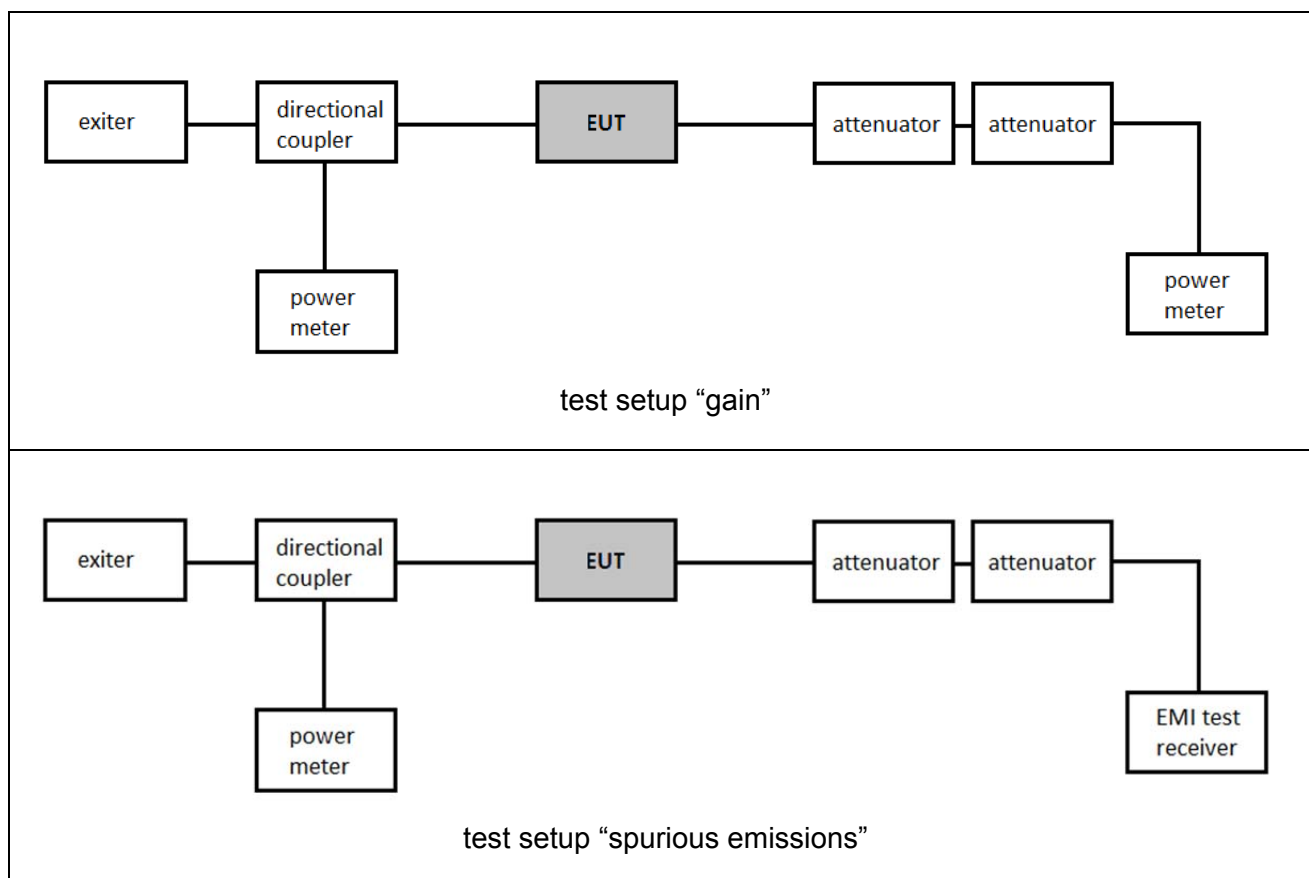 exiter
directional
coupler
EUT
attenuator
attenuator
power
meter
power
meter
test setup “gain”
exiter
directional
coupler
EUT
attenuator
attenuator
power
meter
EMI test
receiver
test setup “spurious emissions”